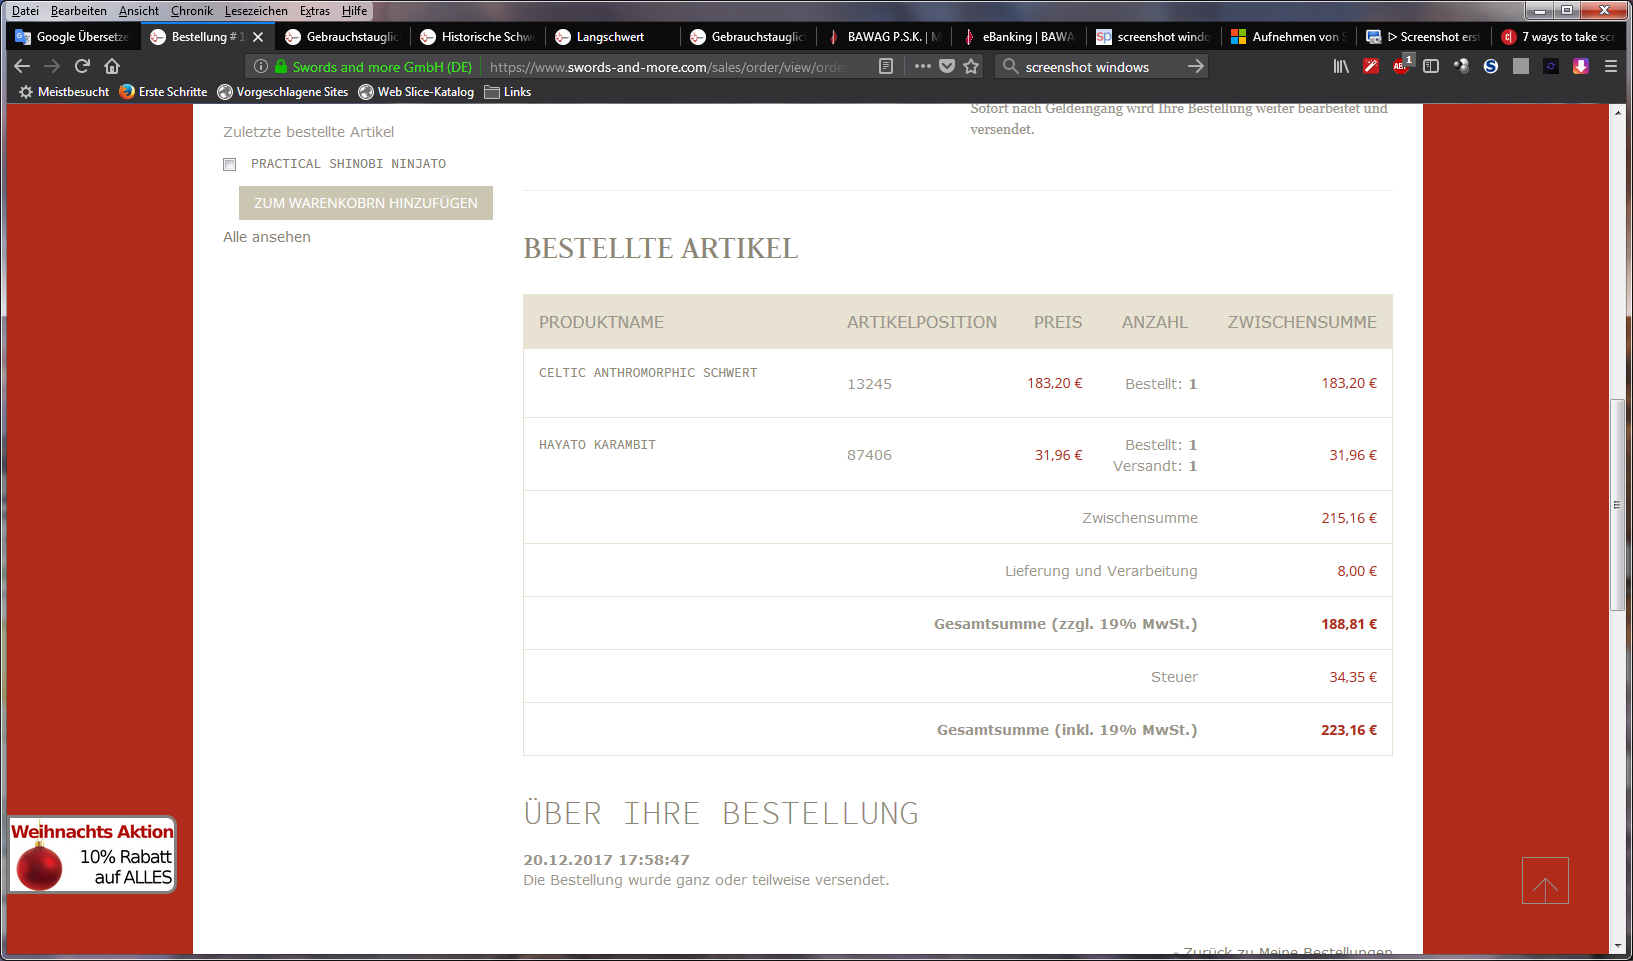 Datei Bearbeiten Ansicht Chronik Lesezeichen Extras Hilfe
Google Übersetze Bestellung # 1 Gebrauchstauglic Historische Schw Langschwert Gebrauchstauglic BAWAG P.S.K. | M eBanking | BAWA screenshot windo Aufnehmen von S ▷ Screenshot erst 7 ways to take scr
Swords and more GmbH (DE) https://www.swords-and-more.com/sales/order/view/orde screenshot windows 1
Meistbesucht Erste Schritte Vorgeschlagene Sites Web Slice-Katalog Links
Sofort nach Geldeingang wird Ihre Bestellung weiter bearbeitet und
versendet.
Zuletzte bestellte Artikel
PRACTICAL SHINOBI NINJATO
ZUM WARENKOBRN HINZUFÜGEN
Alle ansehen
BESTELLTE ARTIKEL
PRODUKTNAME ARTIKELPOSITION PREIS ANZAHL ZWISCHENSUMME
CELTIC ANTHROMORPHIC SCHWERT 13245 183,20 € Bestellt: 1 183,20 €
HAYATO KARAMBIT 87406 31,96 € Bestellt: 1 31,96 €
Versandt: 1
Zwischensumme 215,16 €
Lieferung und Verarbeitung 8,00 €
Gesamtsumme (zzgl. 19% MwSt.) 188,81 €
Steuer 34,35 €
Gesamtsumme (inkl. 19% MwSt.) 223,16 €
ÜBER IHRE BESTELLUNG
20.12.2017 17:58:47
Die Bestellung wurde ganz oder teilweise versendet.
Weihnachts Aktion
10% Rabatt
auf ALLES
« Zurück zu Meine Bestellungen